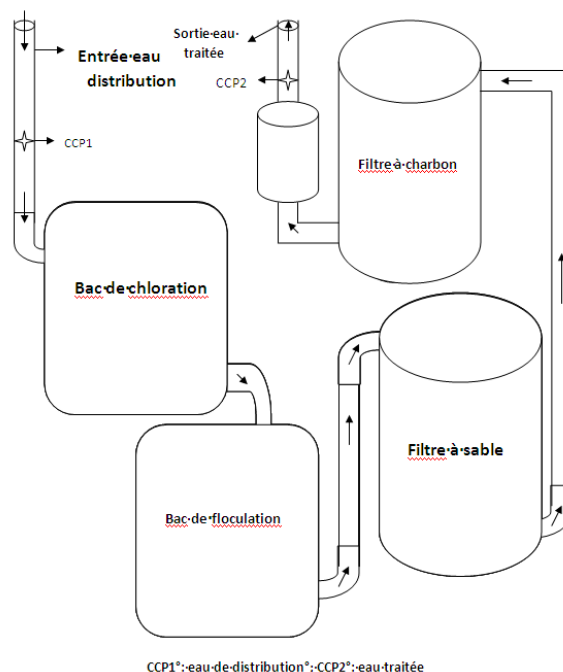 Entrée·eau
distribution
CCP1
Sortie·eau·
traitée
CCP2
Filtre·à·charbon
Bac·de·chloration
Filtre·à·sable
Bac·de·floculation
CCP1°:·eau·de·distribution°;·CCP2°:·eau·traitée